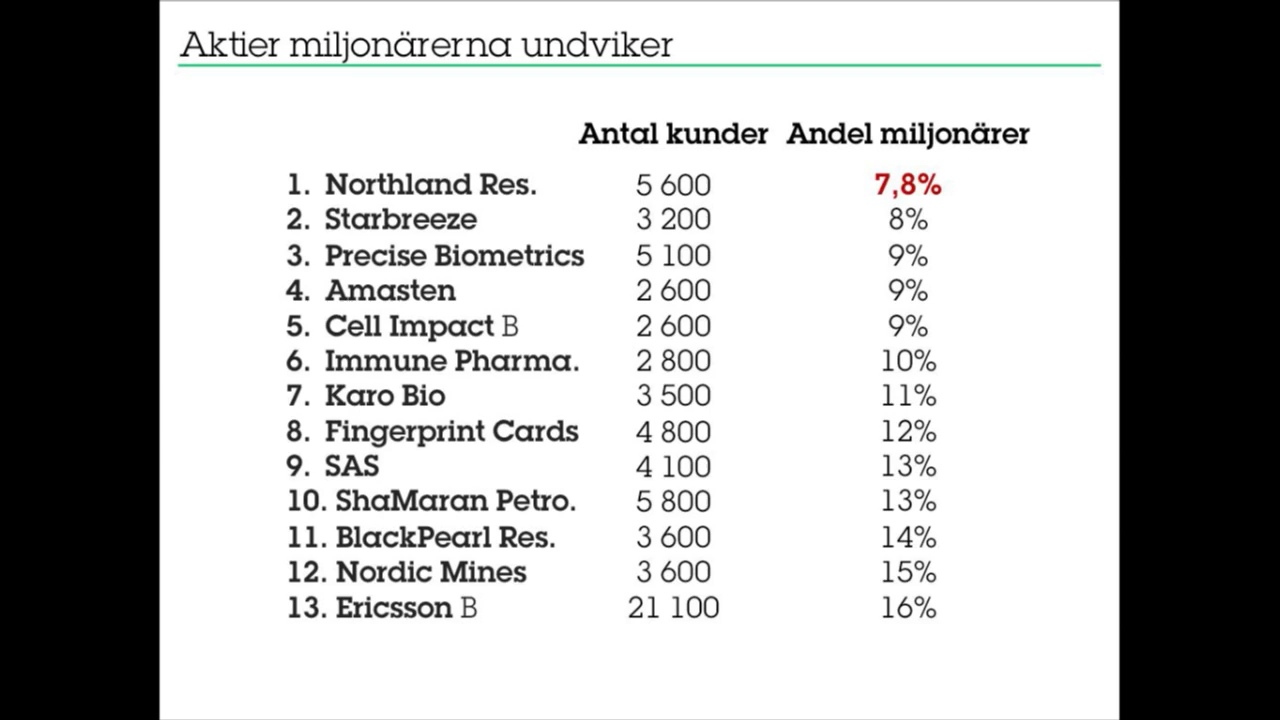 Aktier miljonärerna undviker
Antal kunder Andel miljonärer
1. Northland Res. 5 600 7,8%
2. Starbreeze 3 200 8%
3. Precise Biometrics 5 100 9%
4. Amasten 2 600 9%
5. Cell Impact B 2 600 9%
6. Immune Pharma. 2 800 10%
7. Karo Bio 3 500 11%
8. Fingerprint Cards 4 800 12%
9. SAS 4 100 13%
10. ShaMaran Petro. 5 800 13%
11. BlackPearl Res. 3 600 14%
12. Nordic Mines 3 600 15%
13. Ericsson B 21 100 16%